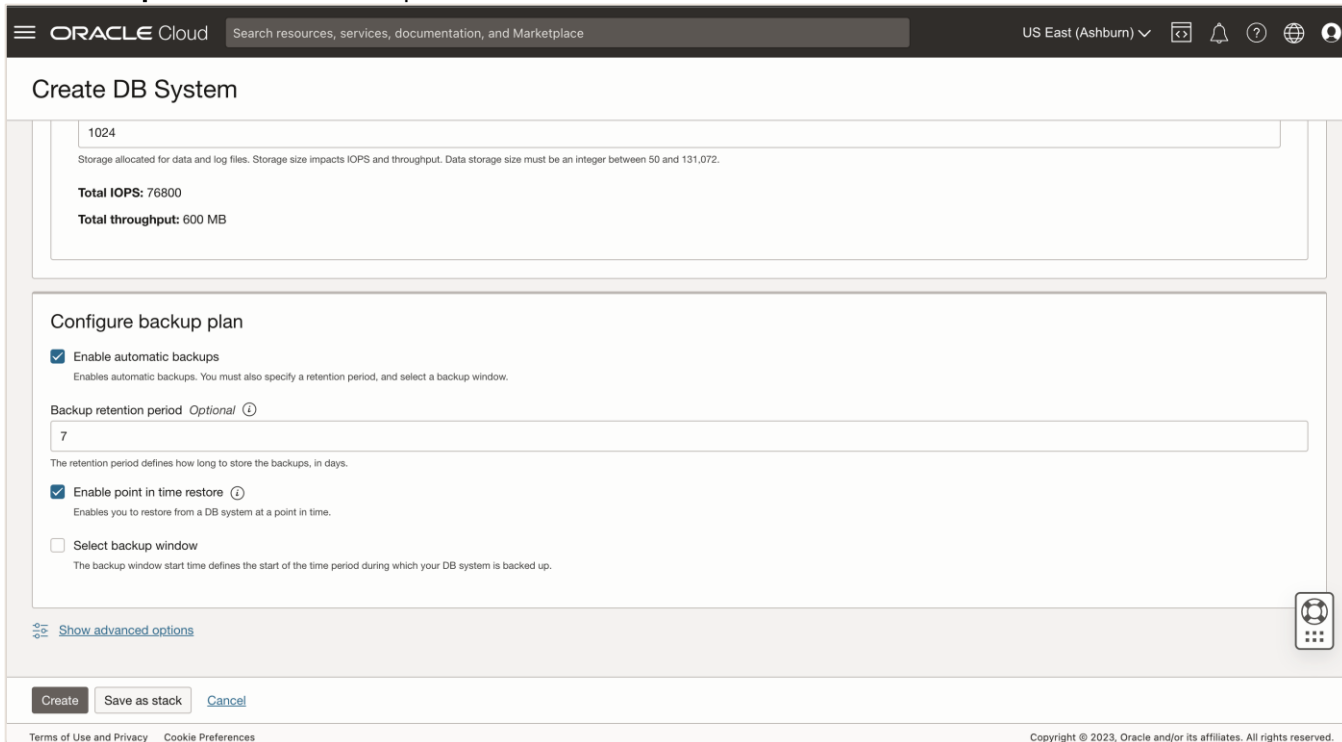 ORACLE Cloud
Search resources, services, documentation, and Marketplace
US East (Ashburn)
Create DB System
1024
Storage allocated for data and log files. Storage size impacts IOPS and throughput. Data storage size must be an integer between 50 and 131,072.
Total IOPS: 76800
Total throughput: 600 MB
Configure backup plan
Enable automatic backups
Enables automatic backups. You must also specify a retention period, and select a backup window.
Backup retention period Optional
7
The retention period defines how long to store the backups, in days.
Enable point in time restore
Enables you to restore from a DB system at a point in time.
Select backup window
The backup window start time defines the start of the time period during which your DB system is backed up.
Show advanced options
Create Save as stack Cancel
Terms of Use and Privacy Cookie Preferences
Copyright © 2023, Oracle and/or its affiliates. All rights reserved.